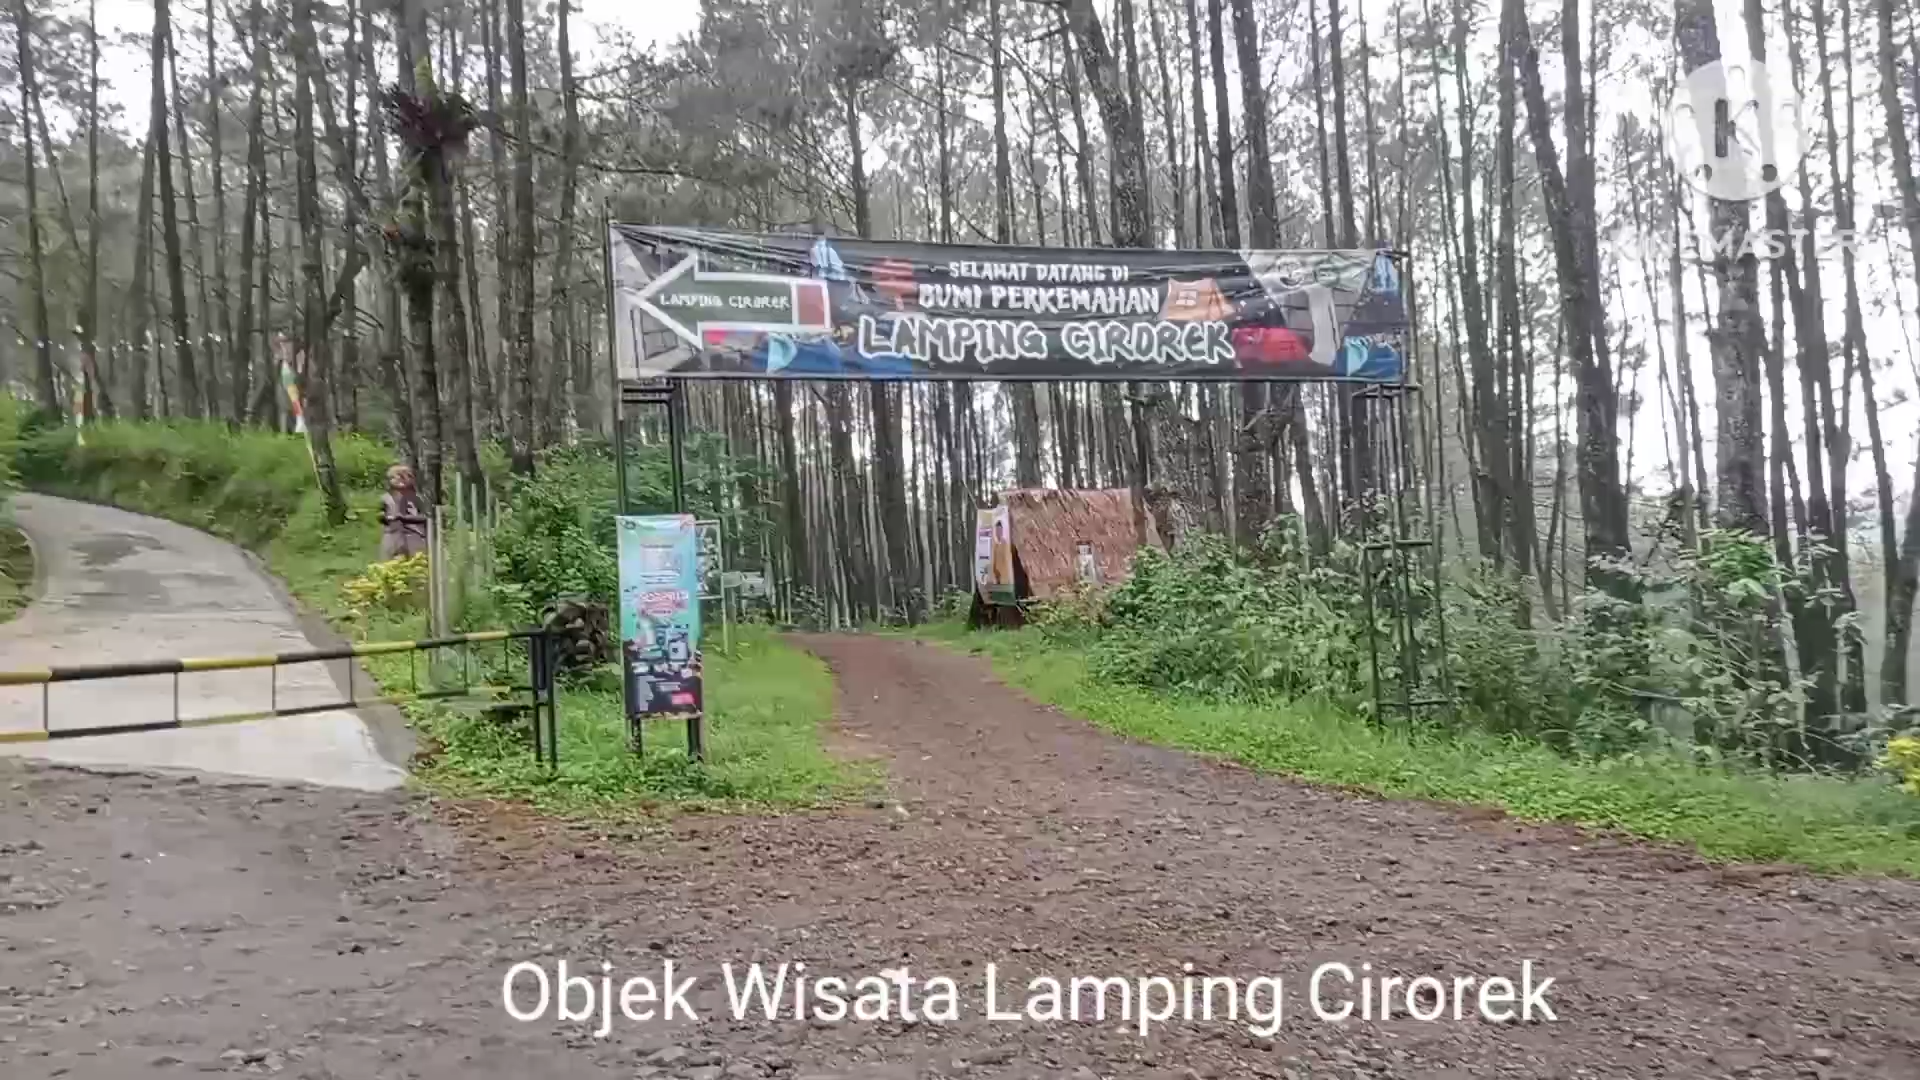 KINEMASTER
LAMPING CIROREK
SELAMAT DATANG DI
BUMI PERKEMAHAN
LAMPING CIROREK
Objek Wisata Lamping Cirorek